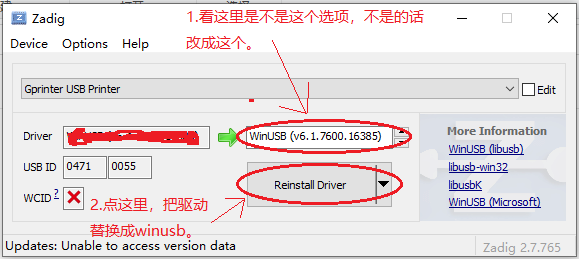 Zadig
1.看这里是不是这个选项，不是的话
改成这个。
Device Options Help
Gprinter USB Printer
Edit
Driver
WinUSB (v6.1.7600.16385)
More Information
WinUSB (libusb)
USB ID 0471 0055
libusb-win32
Reinstall Driver
libusbK
WCID ?
WinUSB (Microsoft)
2.点这里，把驱动
替换成winusb。
Updates: Unable to access version data
Zadig 2.7.765